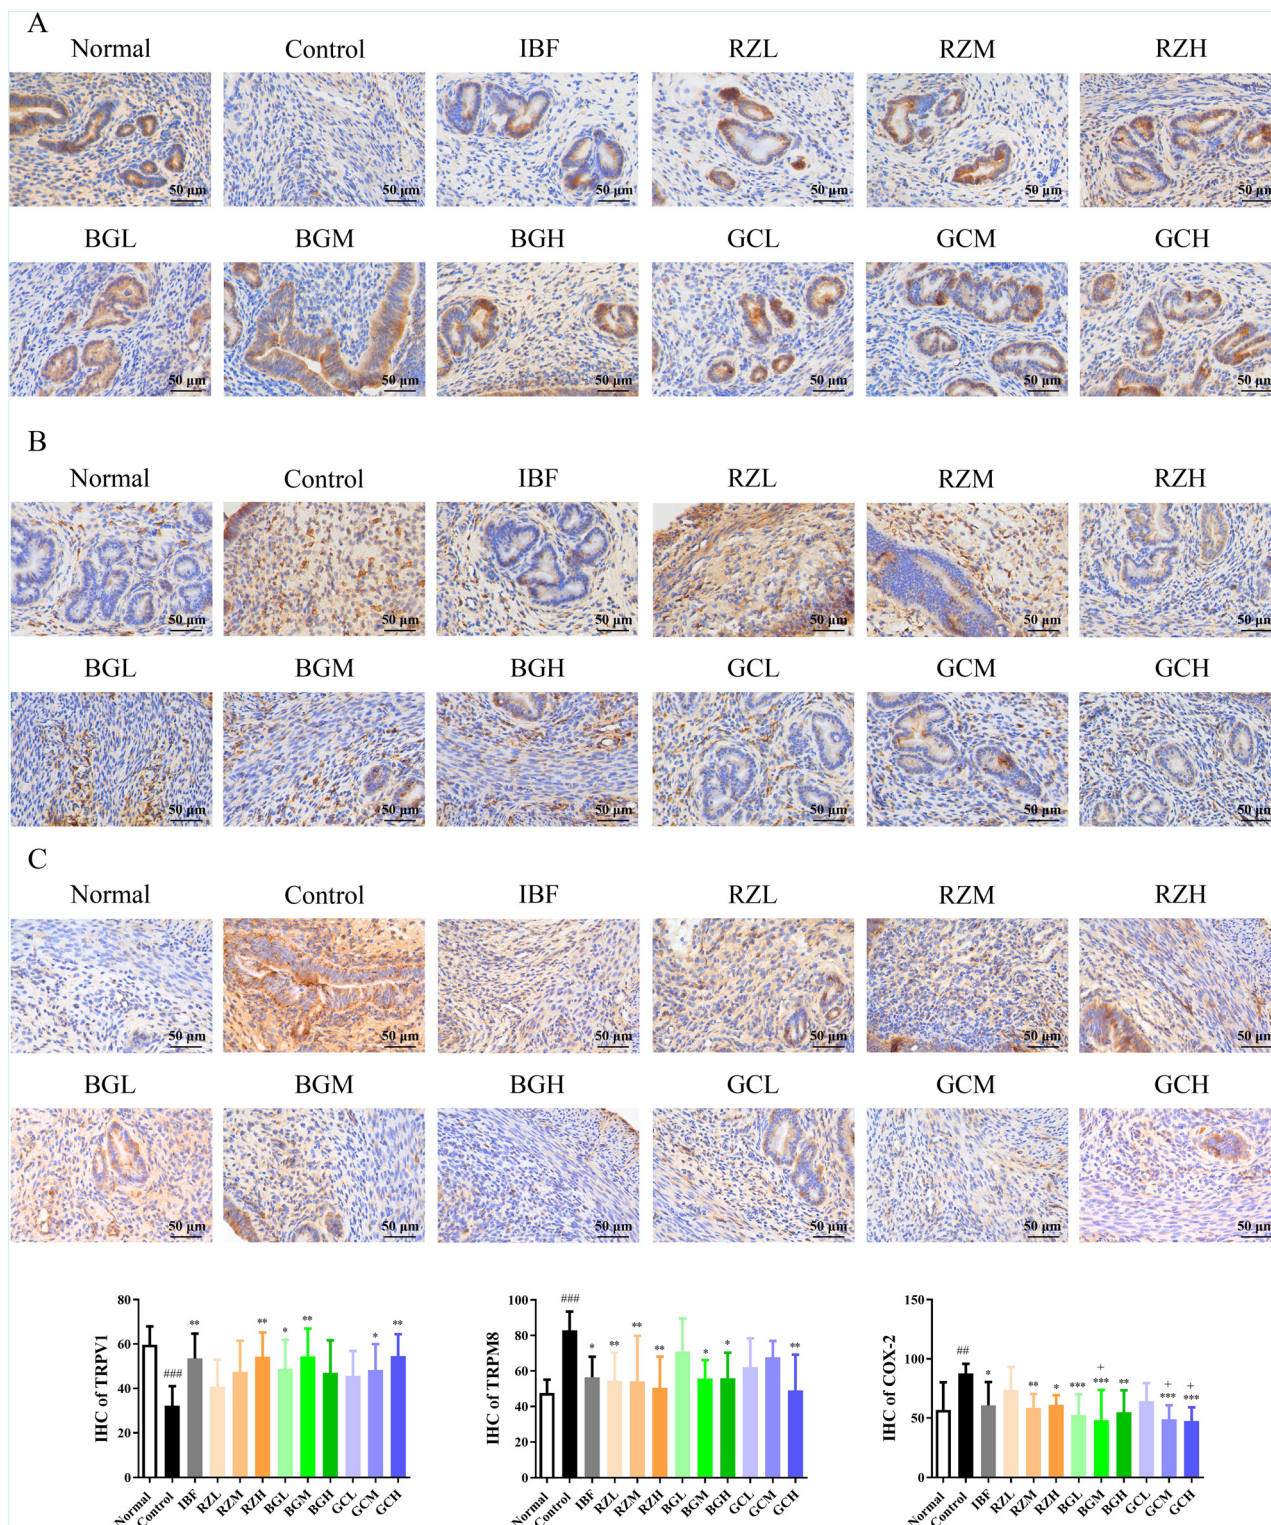 A
Normal Control IBF RZL RZM RZH
50 μm 50 μm 50 μm 50 μm 50 μm 50 μm
BGL BGM BGH GCL GCM GCH
50 μm 50 μm 50 μm 50 μm 50 μm 50 μm
B
Normal Control IBF RZL RZM RZH
50 μm 50 μm 50 μm 50 μm 50 μm 50 μm
BGL BGM BGH GCL GCM GCH
50 μm 50 μm 50 μm 50 μm 50 μm 50 μm
C
Normal Control IBF RZL RZM RZH
50 μm 50 μm 50 μm 50 μm 50 μm 50 μm
BGL BGM BGH GCL GCM GCH
50 μm 50 μm 50 μm 50 μm 50 μm 50 μm
IHC of TRPV1
80
60
40
20
0
### ** ** * ** * **
Normal Control IBF RZL RZM RZH BGL BGM BGH GCL GCM GCH
IHC of TRPM8
100
80
60
40
20
0
### * ** ** ** * * **
Normal Control IBF RZL RZM RZH BGL BGM BGH GCL GCM GCH
IHC of COX-2
150
100
50
0
+ + +
## * ** * *** *** ** *** ***
Normal Control IBF RZL RZM RZH BGL BGM BGH GCL GCM GCH